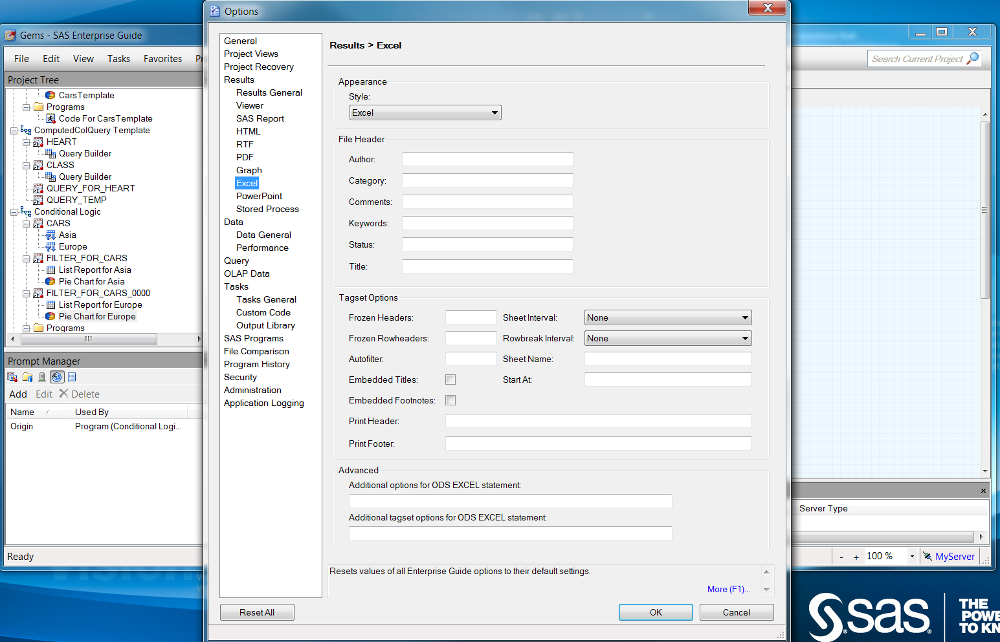 Options
Gems - SAS Enterprise Guide
File Edit View Tasks Favorites
Search Current Project
Project Tree
CarsTemplate
Programs
Code For CarsTemplate
ComputedColQuery Template
HEART
Query Builder
CLASS
Query Builder
QUERY_FOR_HEART
QUERY_TEMP
Conditional Logic
CARS
Asia
Europe
FILTER_FOR_CARS
List Report for Asia
Pie Chart for Asia
FILTER_FOR_CARS_0000
List Report for Europe
Pie Chart for Europe
Programs
Prompt Manager
Add Edit Delete
Name Used By
Origin Program (Conditional Logi...
Ready
General
Project Views
Project Recovery
Results
Results General
Viewer
SAS Report
HTML
RTF
PDF
Graph
Excel
PowerPoint
Stored Process
Data
Data General
Performance
Query
OLAP Data
Tasks
Tasks General
Custom Code
Output Library
SAS Programs
File Comparison
Program History
Security
Administration
Application Logging
Results > Excel
Appearance
Style:
Excel
File Header
Author:
Category:
Comments:
Keywords:
Status:
Title:
Tagset Options
Frozen Headers: Sheet Interval: None
Frozen Rowheaders: Rowbreak Interval: None
Autofilter: Sheet Name:
Embedded Titles: Start At:
Embedded Footnotes:
Print Header:
Print Footer:
Advanced
Additional options for ODS EXCEL statement:
Additional tagset options for ODS EXCEL statement:
Resets values of all Enterprise Guide options to their default settings.
More (F1)...
Reset All OK Cancel
Server Type
- + 100 % MyServer
sas
THE
POWE
TO KN